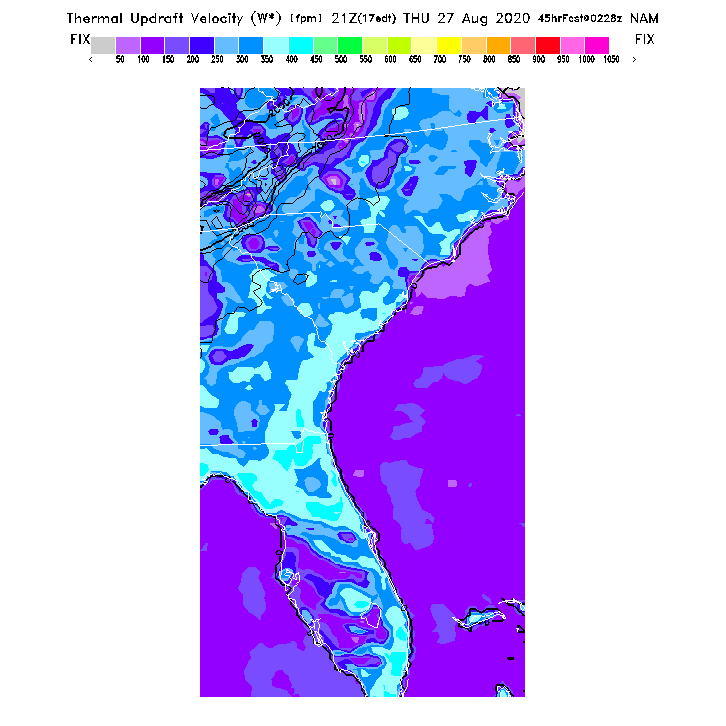 Thermal Updraft Velocity (W*) [fpm] 21Z(17edt) THU 27 Aug 2020 45hrFcst@0228z NAM
FIX FIX
< 50 100 150 200 250 300 350 400 450 500 550 600 650 700 750 800 850 900 950 1000 1050 >